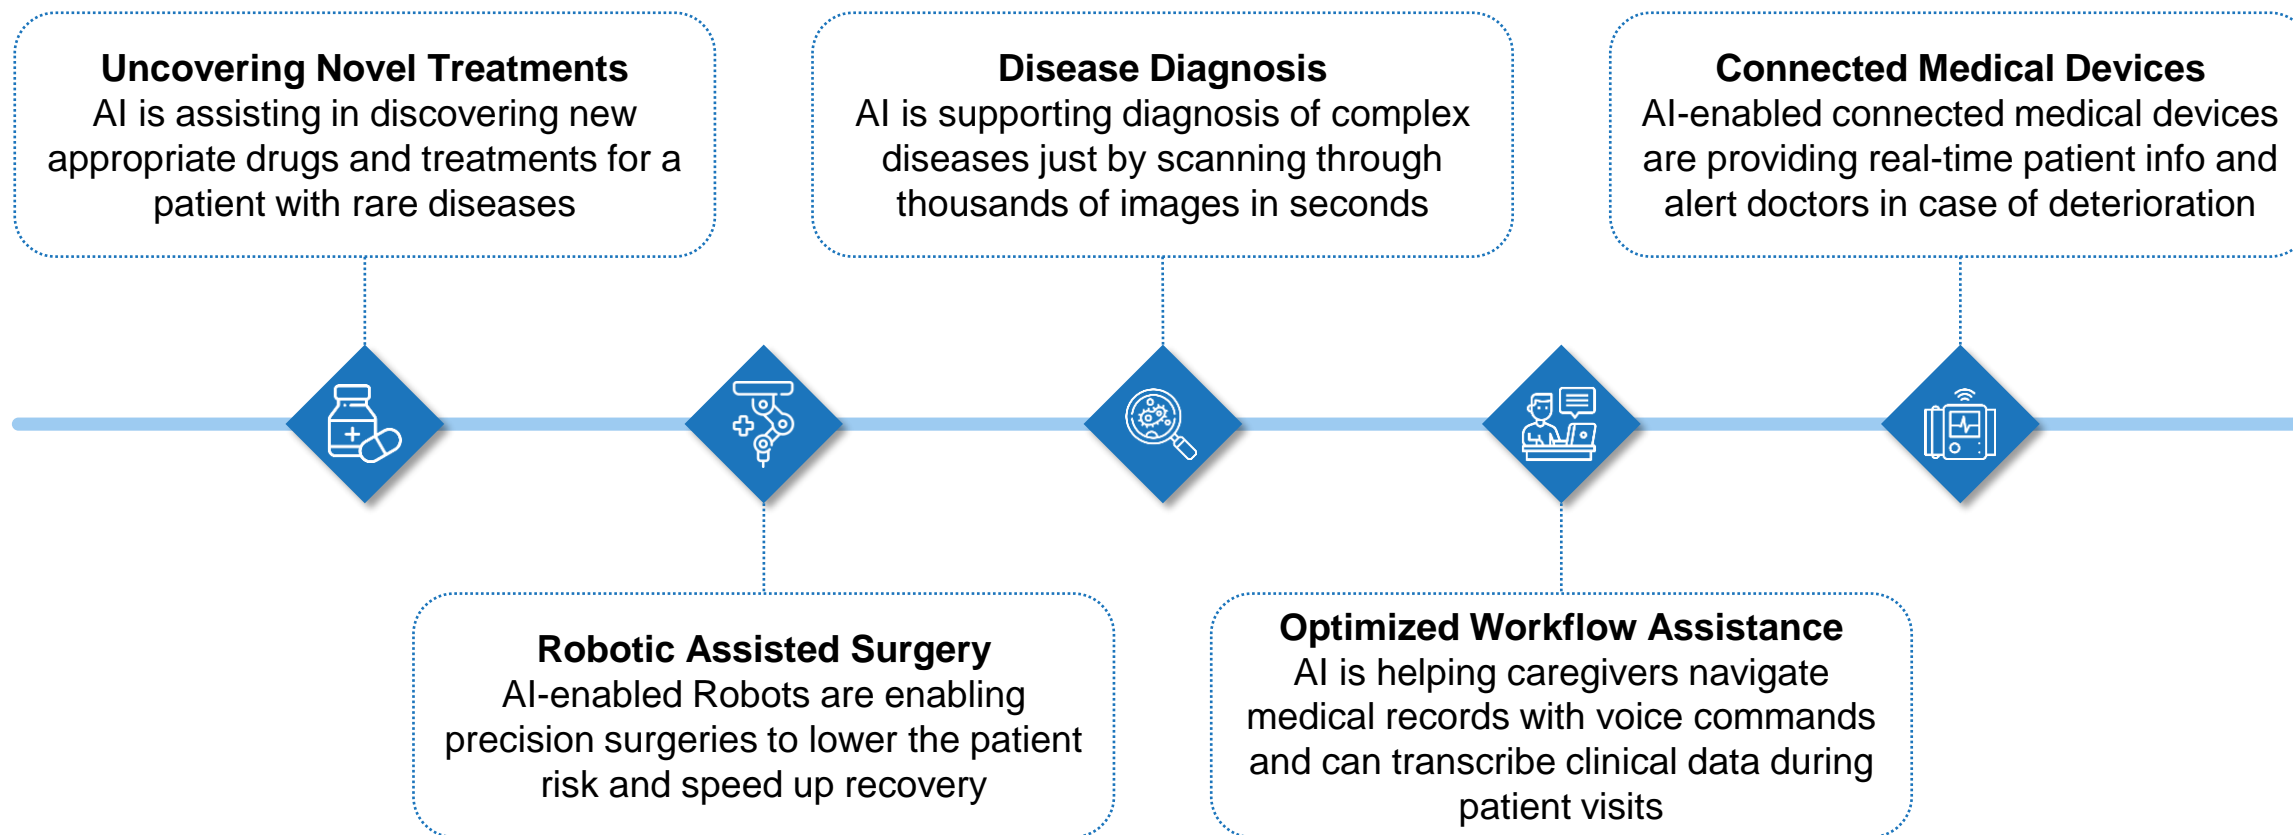 Uncovering Novel Treatments
AI is assisting in discovering new
appropriate drugs and treatments for a
patient with rare diseases
Disease Diagnosis
AI is supporting diagnosis of complex
diseases just by scanning through
thousands of images in seconds
Connected Medical Devices
AI-enabled connected medical devices
are providing real-time patient info and
alert doctors in case of deterioration
Robotic Assisted Surgery
AI-enabled Robots are enabling
precision surgeries to lower the patient
risk and speed up recovery
Optimized Workflow Assistance
AI is helping caregivers navigate
medical records with voice commands
and can transcribe clinical data during
patient visits